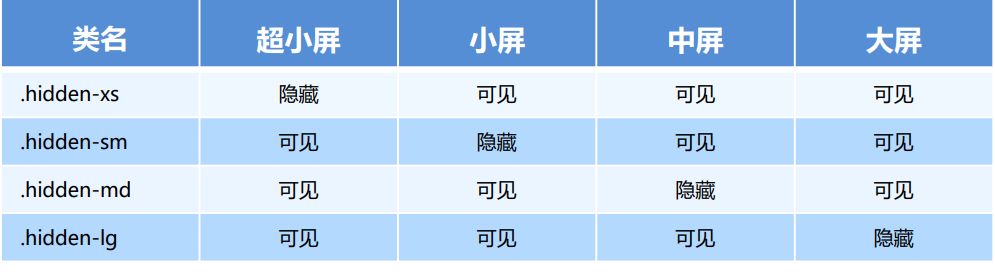 类名 超小屏 小屏 中屏 大屏
.hidden-xs 隐藏 可见 可见 可见
.hidden-sm 可见 隐藏 可见 可见
.hidden-md 可见 可见 隐藏 可见
.hidden-lg 可见 可见 可见 隐藏